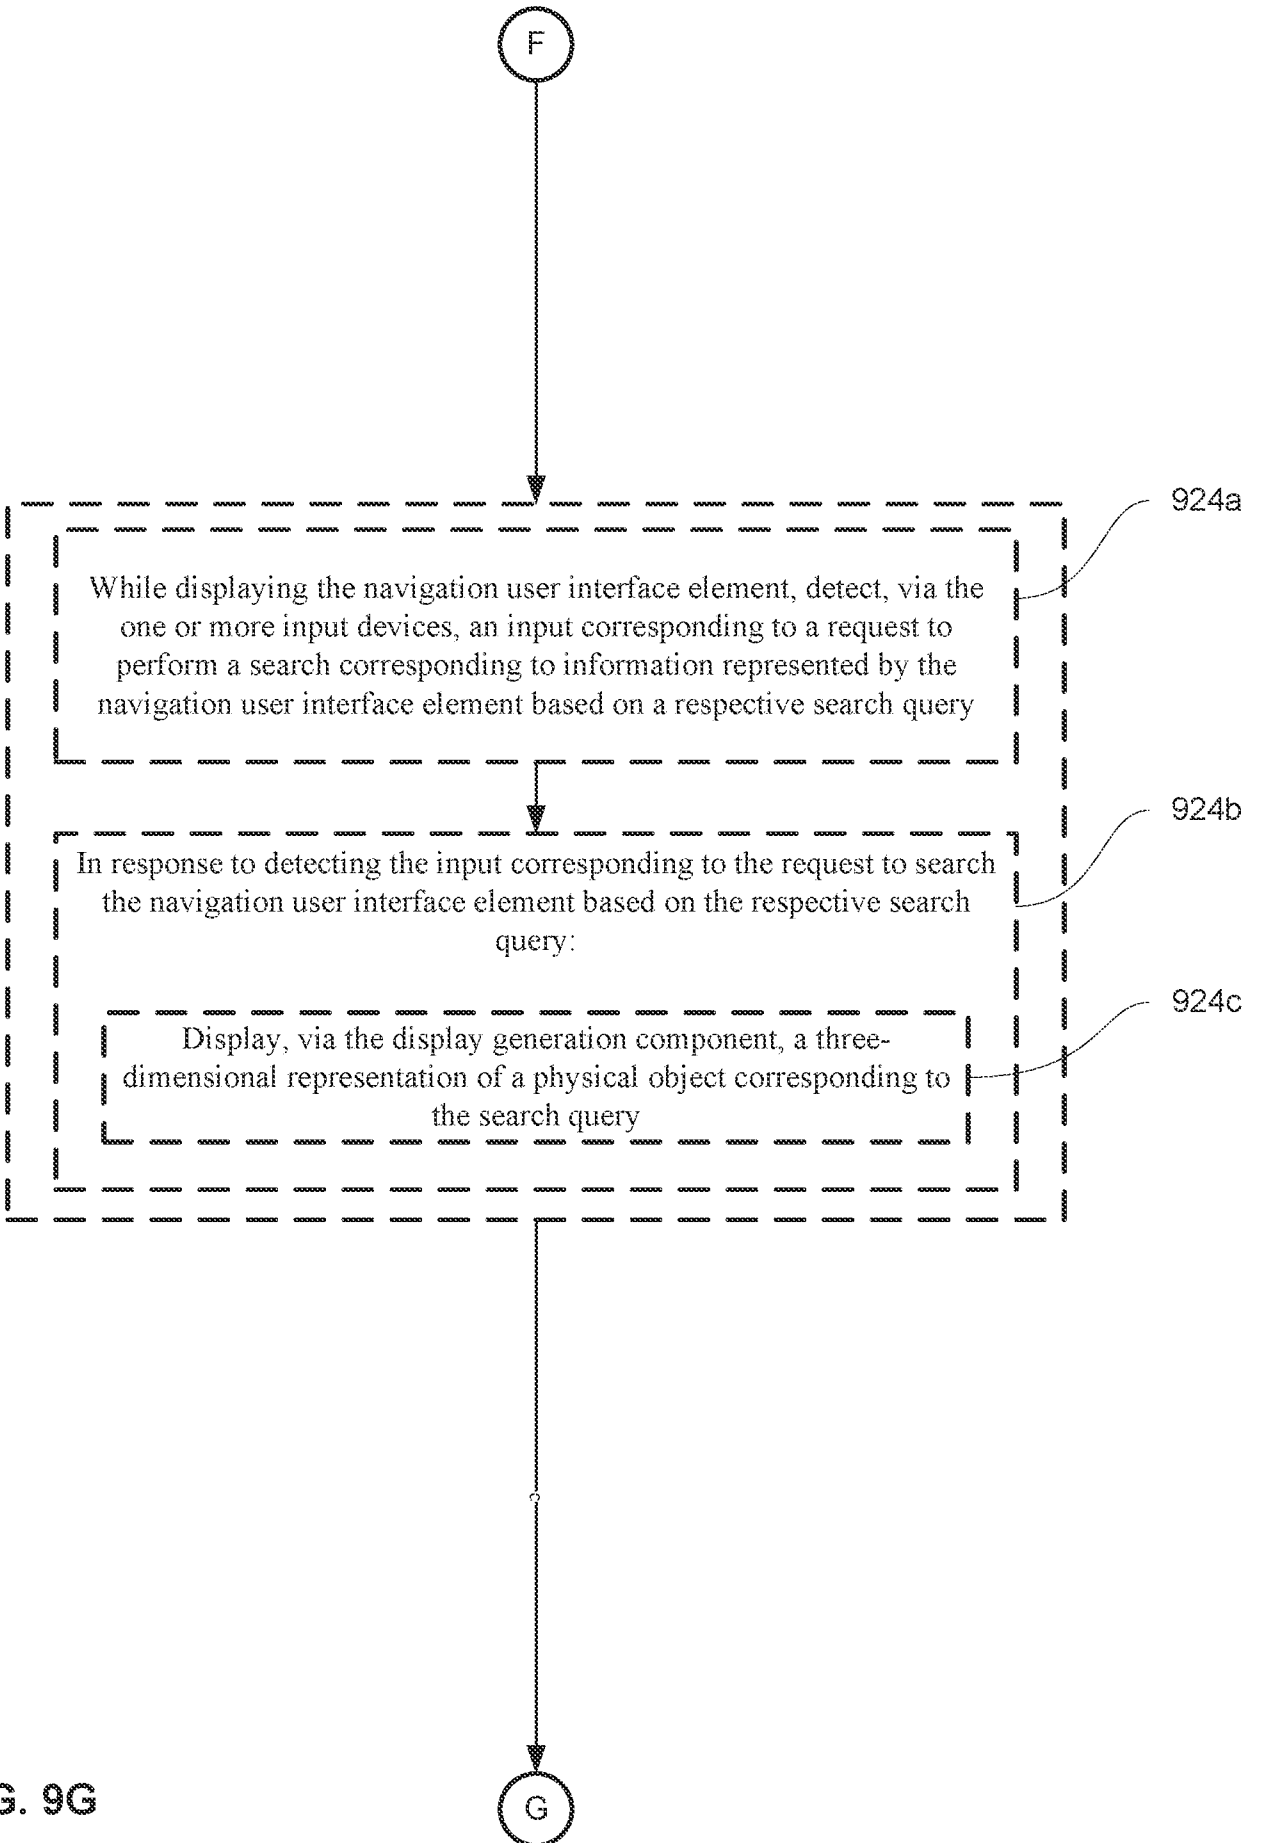 F
924a
While displaying the navigation user interface element, detect, via the
one or more input devices, an input corresponding to a request to
perform a search corresponding to information represented by the
navigation user interface element based on a respective search query
924b
In response to detecting the input corresponding to the request to search
the navigation user interface element based on the respective search
query:
924c
Display, via the display generation component, a three-
dimensional representation of a physical object corresponding to
the search query
G. 9G
G